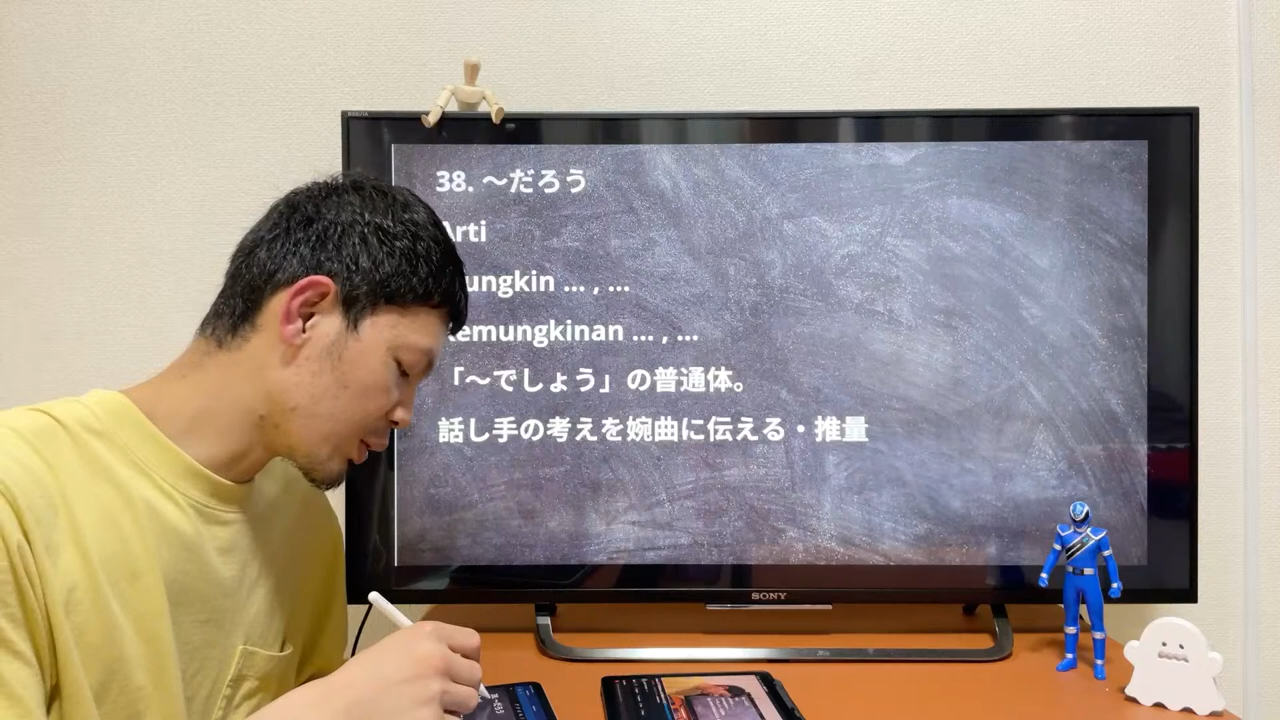 38. ～だろう
Arti
ungkin ... , ...
emungkinan ... , ...
「～でしょう」の普通体。
話し手の考えを婉曲に伝える・推量
SONY